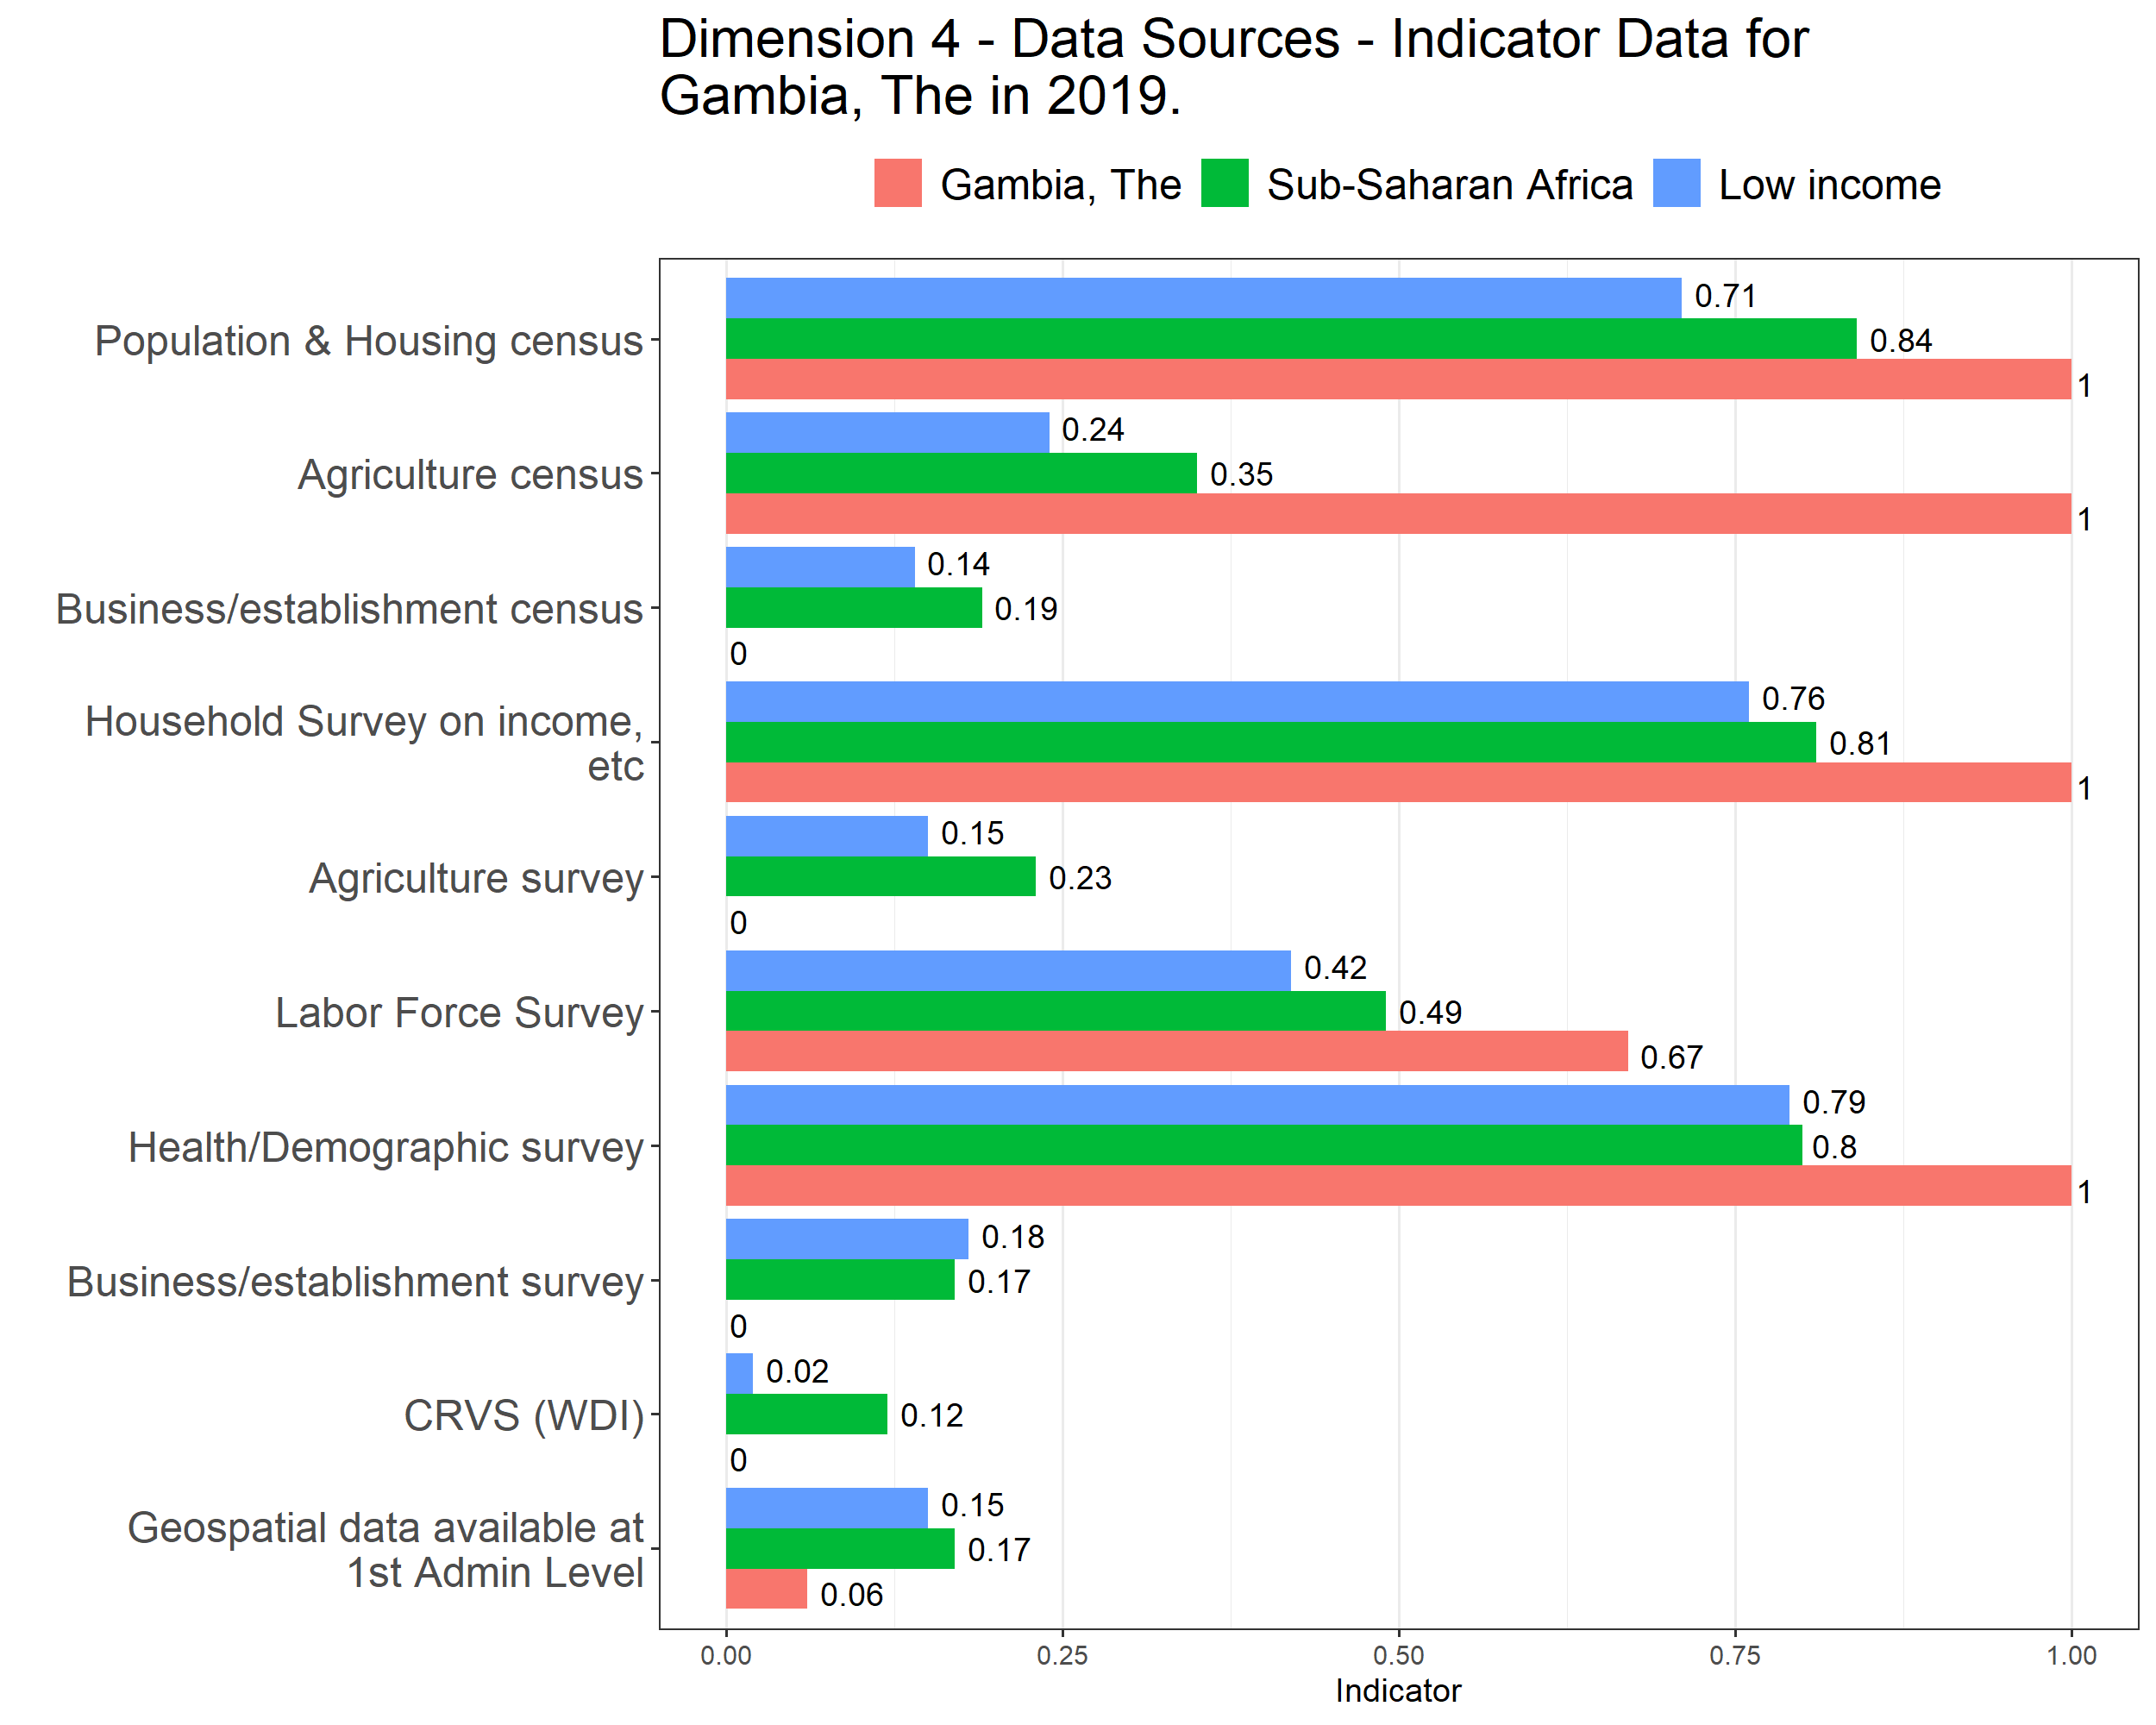 Dimension 4 - Data Sources - Indicator Data for
Gambia, The in 2019.
Gambia, The
Sub-Saharan Africa
Low income
Population & Housing census
0.71
0.84
1
Agriculture census
0.24
0.35
1
Business/establishment census
0.14
0.19
0
Household Survey on income,
etc
0.76
0.81
1
Agriculture survey
0.15
0.23
0
Labor Force Survey
0.42
0.49
0.67
Health/Demographic survey
0.79
0.8
1
Business/establishment survey
0.18
0.17
0
CRVS (WDI)
0.02
0.12
0
Geospatial data available at
1st Admin Level
0.15
0.17
0.06
0.00
0.25
0.50
0.75
1.00
Indicator